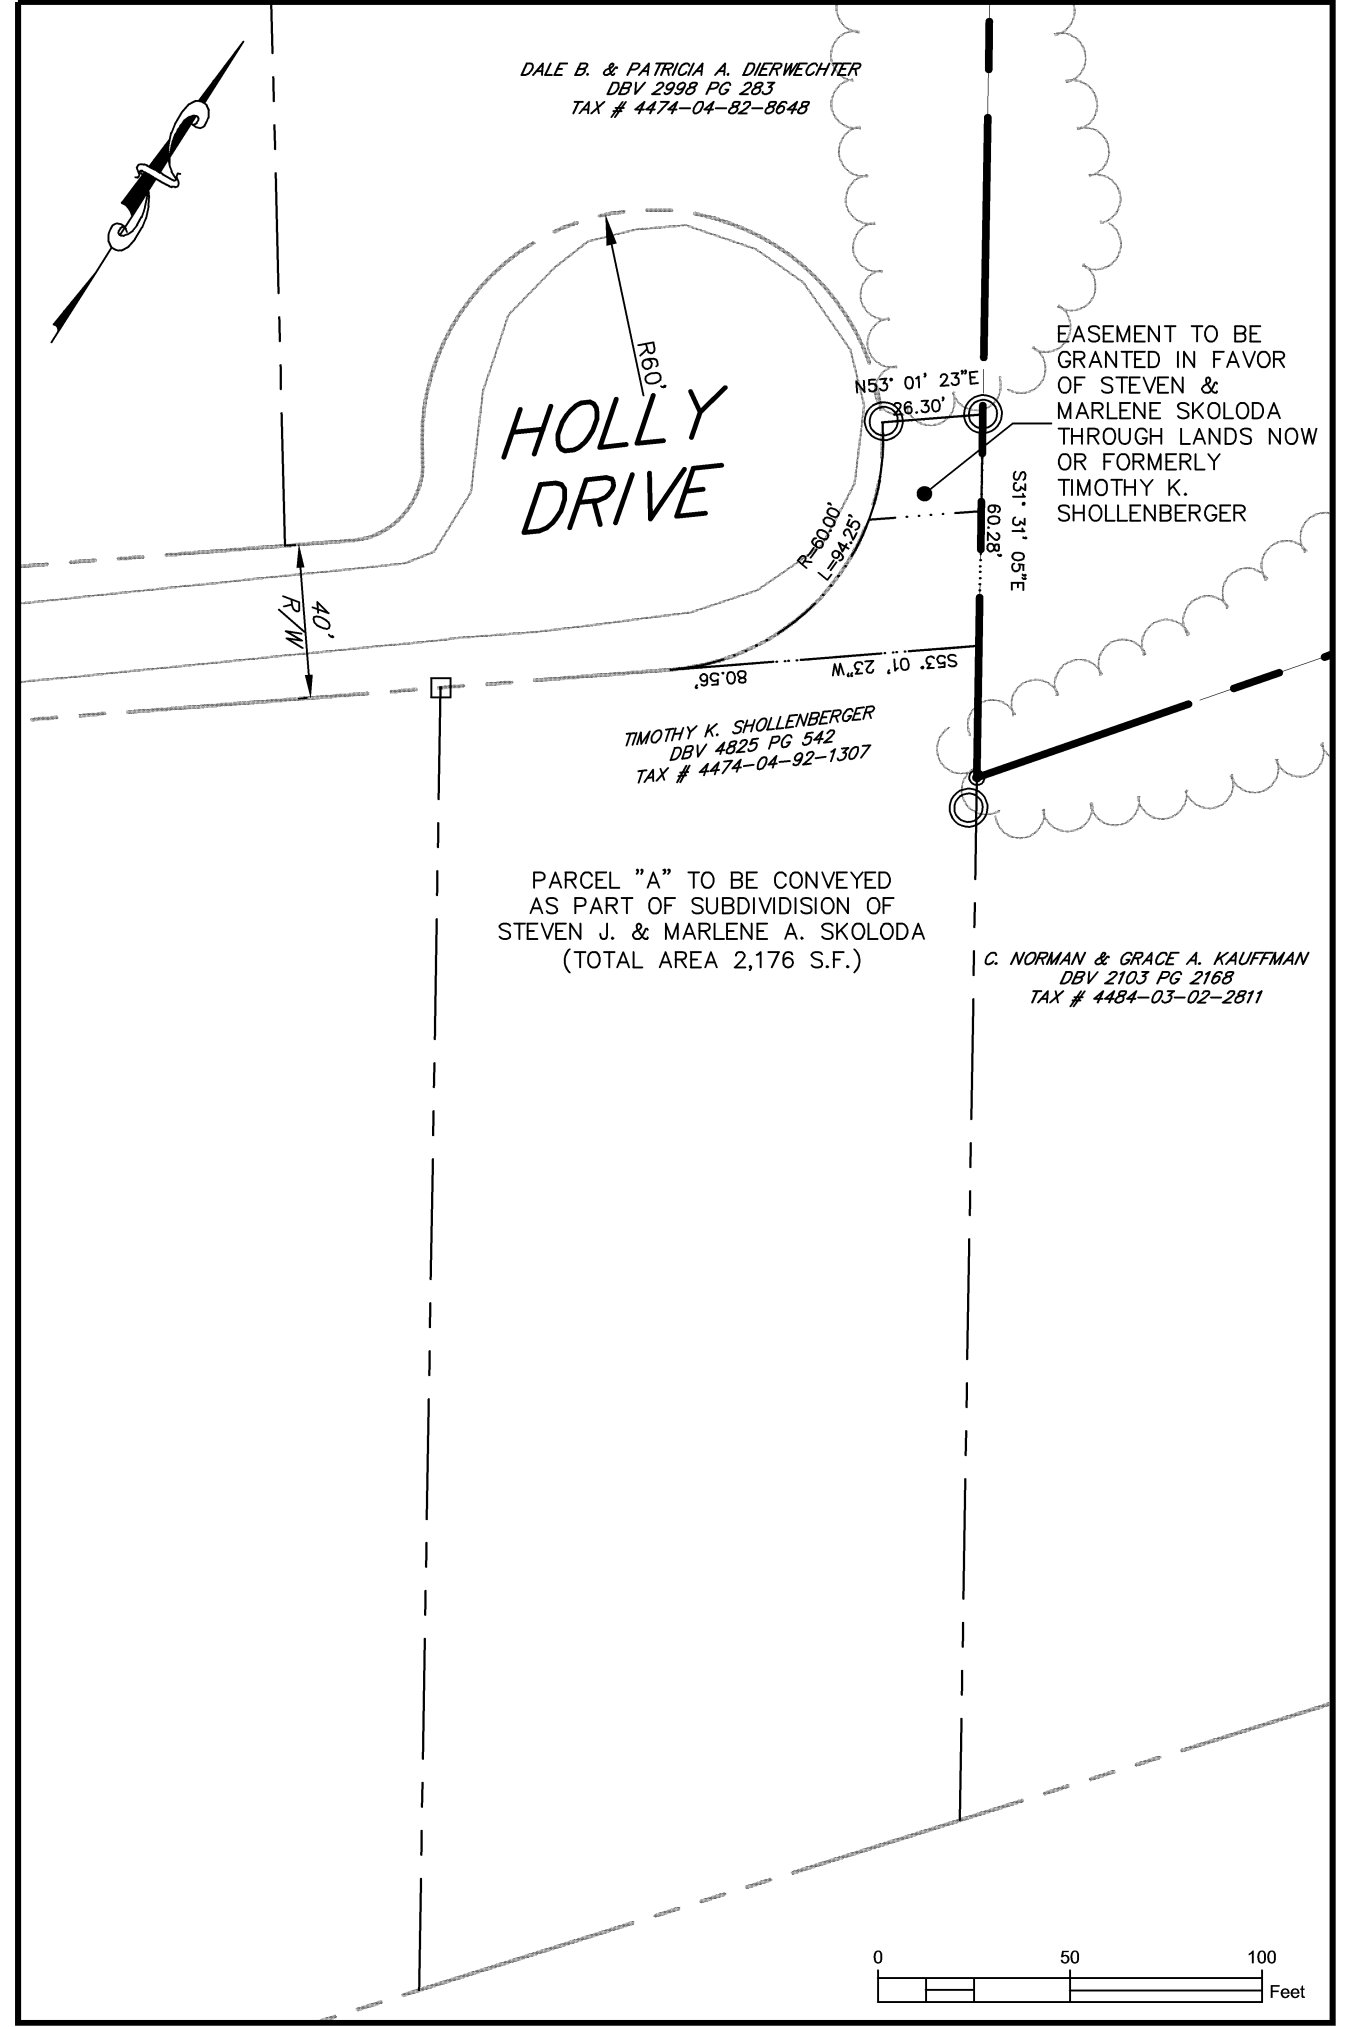 DALE B. & PATRICIA A. DIERWECHTER
DBV 2998 PG 283
TAX # 4474-04-82-8648
R60'
HOLLY
DRIVE
N53° 01' 23"E
26.30'
EASEMENT TO BE
GRANTED IN FAVOR
OF STEVEN &
MARLENE SKOLODA
THROUGH LANDS NOW
OR FORMERLY
TIMOTHY K.
SHOLLENBERGER
S31° 31' 05"E
60.28'
R=60.00'
L=94.25'
40'
R/W
S53° 01' 23"W
80.56'
TIMOTHY K. SHOLLENBERGER
DBV 4825 PG 542
TAX # 4474-04-92-1307
PARCEL "A" TO BE CONVEYED
AS PART OF SUBDIVIDISION OF
STEVEN J. & MARLENE A. SKOLODA
(TOTAL AREA 2,176 S.F.)
C. NORMAN & GRACE A. KAUFFMAN
DBV 2103 PG 2168
TAX # 4484-03-02-2811
0 50 100
Feet